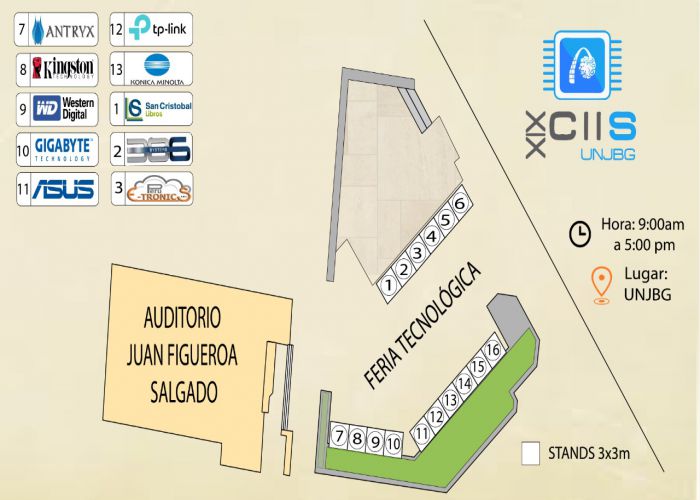 7 ANTRYX
12 tp-link
8 Kingston
TECHNOLOGY
13 KONICA MINOLTA
9 WD Western
Digital
1 San Cristobal
Libros
10 GIGABYTE
TECHNOLOGY
2 386
SYSTEMS
11 ASUS
3 Perú
E-TRONICS
XXIX CIIS
UNJBG
Hora: 9:00am
a 5:00 pm
Lugar:
UNJBG
1 2 3 4 5 6
FERIA TECNOLÓGICA
AUDITORIO
JUAN FIGUEROA
SALGADO
7 8 9 10
11 12 13 14 15 16
STANDS 3x3m